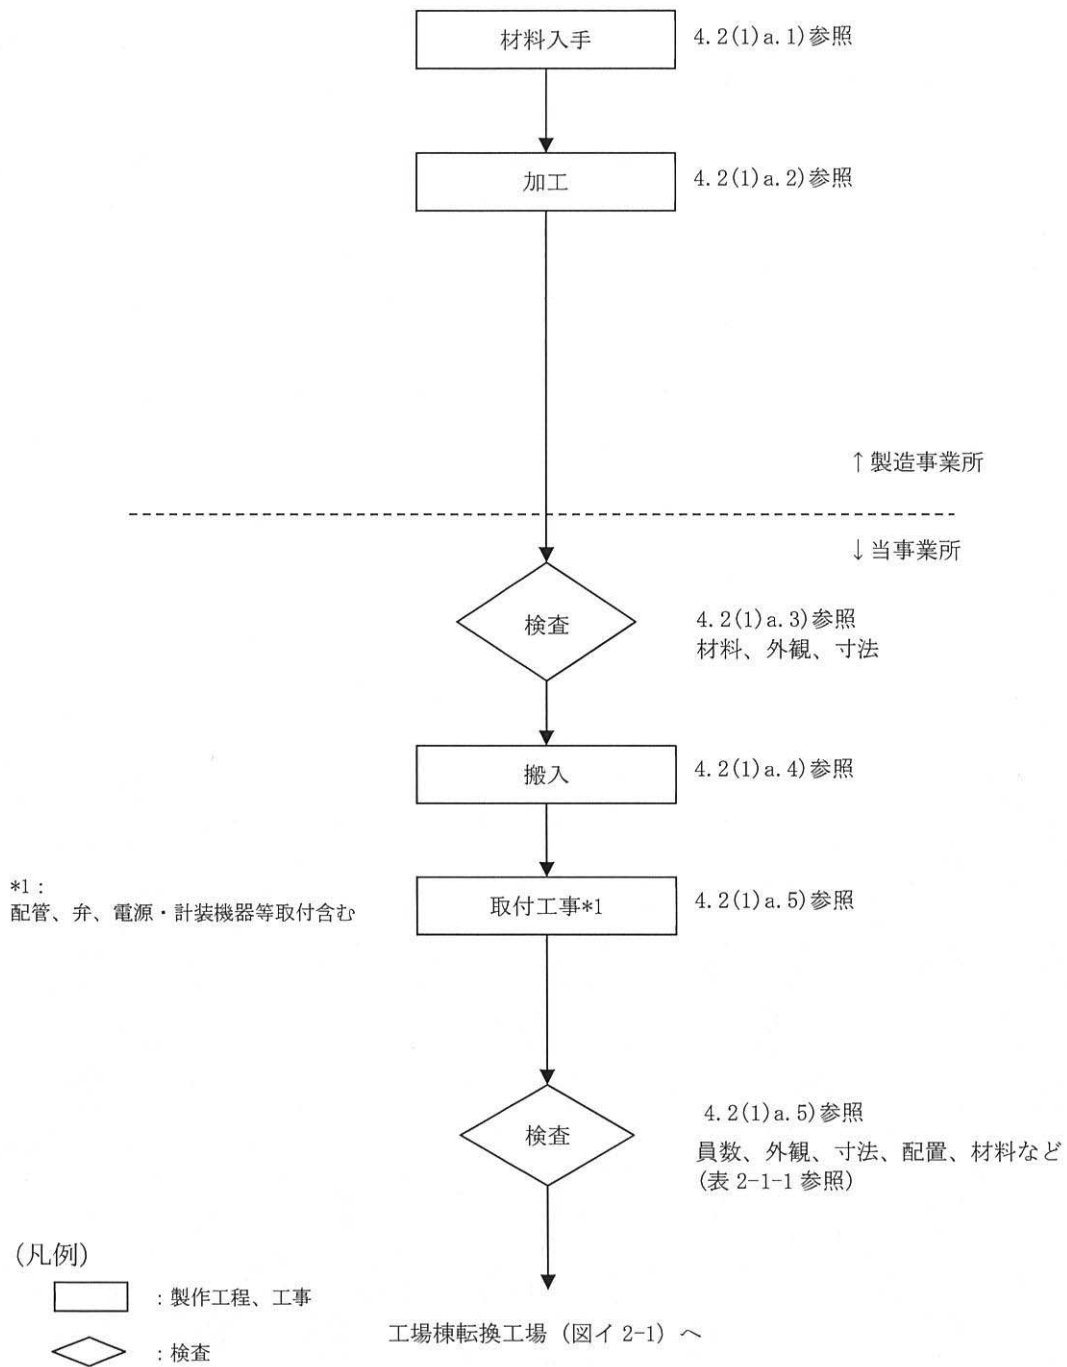 材料入手
4.2(1)a.1)参照
加工
4.2(1)a.2)参照
↑製造事業所
↓当事業所
検査
4.2(1)a.3)参照
材料、外観、寸法
搬入
4.2(1)a.4)参照
*1:
配管、弁、電源・計装機器等取付含む
取付工事*1
4.2(1)a.5)参照
検査
4.2(1)a.5)参照
員数、外観、寸法、配置、材料など
(表 2-1-1 参照)
(凡例)
:製作工程、工事
:検査
工場棟転換工場(図イ 2-1)へ